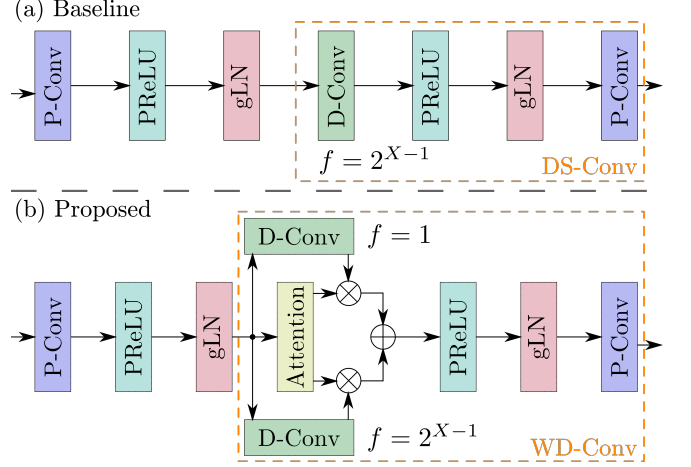 (a) Baseline
P-Conv
PReLU
gLN
D-Conv
PReLU
gLN
P-Conv
f = 2^{X−1}
DS-Conv
(b) Proposed
D-Conv
f = 1
P-Conv
PReLU
gLN
Attention
PReLU
gLN
P-Conv
D-Conv
f = 2^{X−1}
WD-Conv